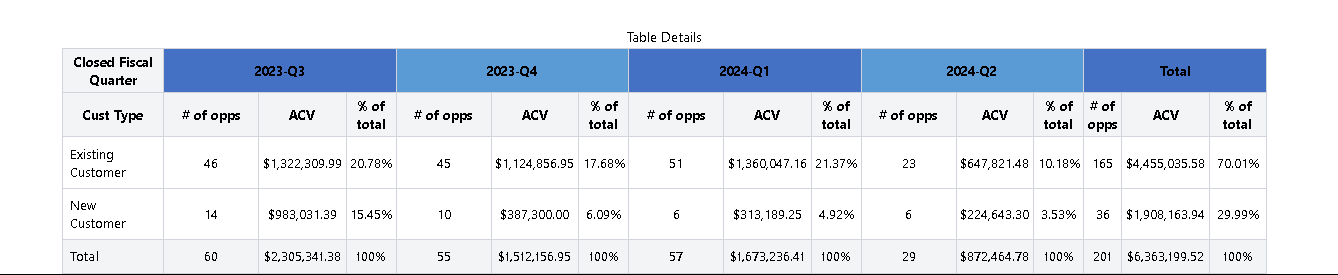 Table Details
Closed Fiscal Quarter 2023-Q3 2023-Q4 2024-Q1 2024-Q2 Total
Cust Type # of opps ACV % of total # of opps ACV % of total # of opps ACV % of total # of opps ACV % of total # of opps ACV % of total
Existing Customer 46 $1,322,309.99 20.78% 45 $1,124,856.95 17.68% 51 $1,360,047.16 21.37% 23 $647,821.48 10.18% 165 $4,455,035.58 70.01%
New Customer 14 $983,031.39 15.45% 10 $387,300.00 6.09% 6 $313,189.25 4.92% 6 $224,643.30 3.53% 36 $1,908,163.94 29.99%
Total 60 $2,305,341.38 100% 55 $1,512,156.95 100% 57 $1,673,236.41 100% 29 $872,464.78 100% 201 $6,363,199.52 100%